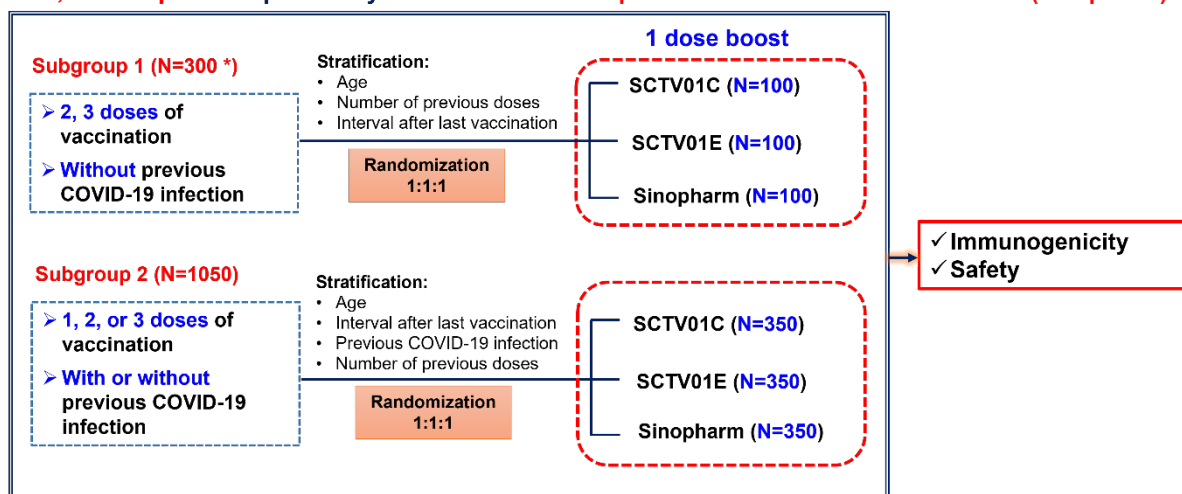 1 dose boost
Subgroup 1 (N=300 *)
➢ 2, 3 doses of
vaccination
➢ Without previous
COVID-19 infection
Stratification:
• Age
• Number of previous doses
• Interval after last vaccination
Randomization
1:1:1
SCTV01C (N=100)
SCTV01E (N=100)
Sinopharm (N=100)
Subgroup 2 (N=1050)
➢ 1, 2, or 3 doses of
vaccination
➢ With or without
previous COVID-19
infection
Stratification:
• Age
• Interval after last vaccination
• Previous COVID-19 infection
• Number of previous doses
Randomization
1:1:1
SCTV01C (N=350)
SCTV01E (N=350)
Sinopharm (N=350)
✓ Immunogenicity
✓ Safety